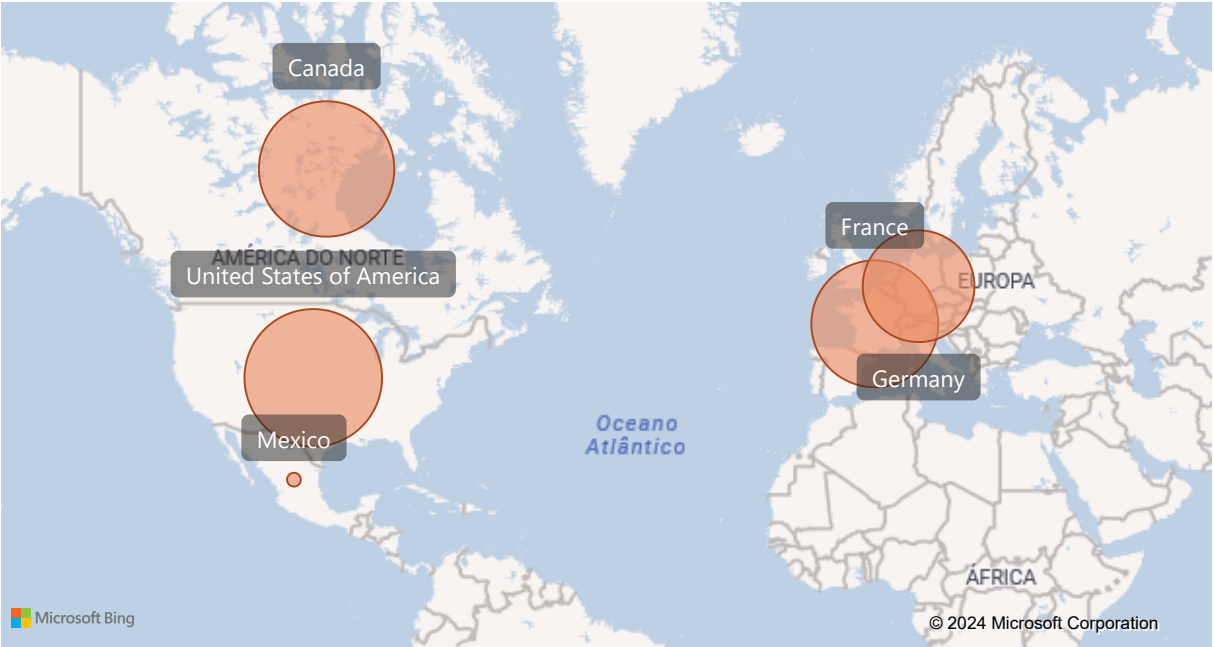 Canada
France
AMÉRICA DO NORTE
United States of America
EUROPA
Germany
Oceano
Atlântico
Mexico
ÁFRICA
Microsoft Bing
© 2024 Microsoft Corporation